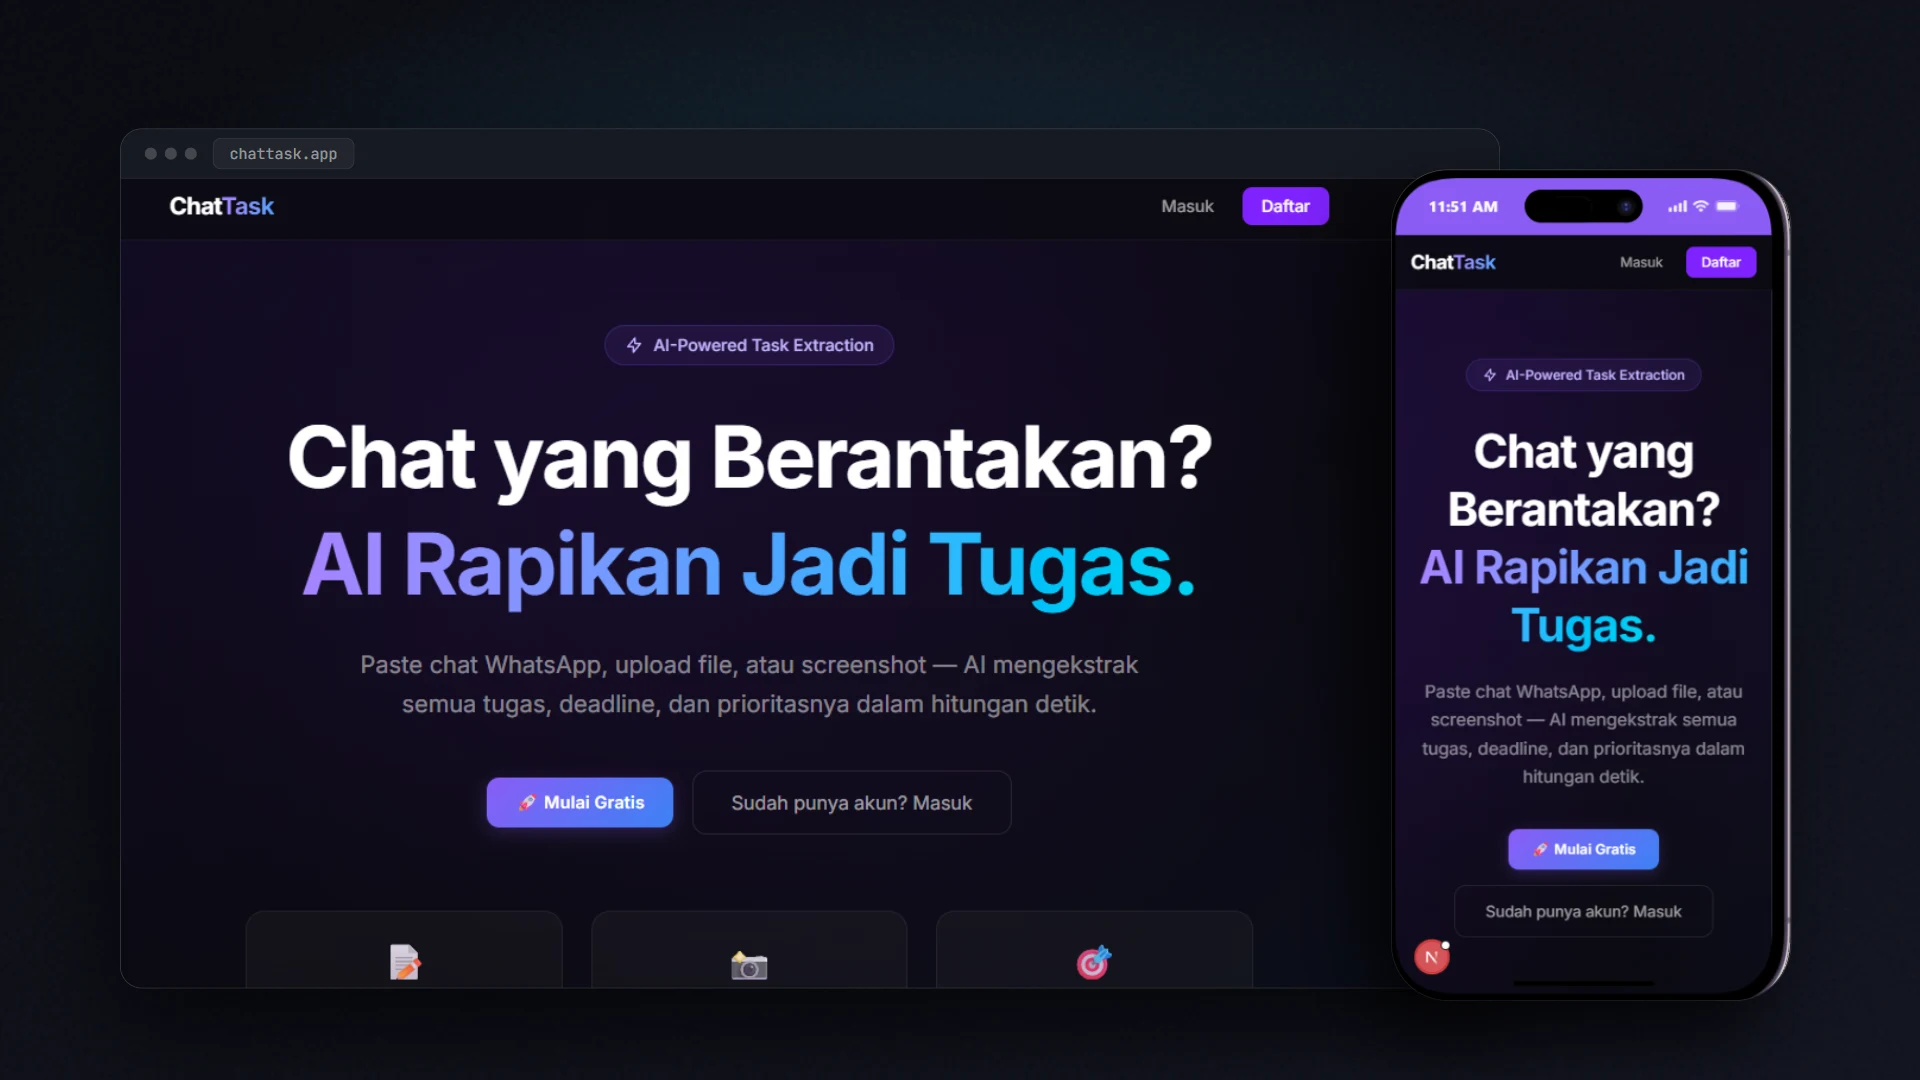 chattask.app
ChatTask
Masuk
Daftar
AI-Powered Task Extraction
Chat yang Berantakan?
AI Rapikan Jadi Tugas.
Paste chat WhatsApp, upload file, atau screenshot — AI mengekstrak
semua tugas, deadline, dan prioritasnya dalam hitungan detik.
🚀 Mulai Gratis
Sudah punya akun? Masuk
11:51 AM
ChatTask
Masuk
Daftar
AI-Powered Task Extraction
Chat yang
Berantakan?
AI Rapikan Jadi
Tugas.
Paste chat WhatsApp, upload file, atau
screenshot — AI mengekstrak semua
tugas, deadline, dan prioritasnya dalam
hitungan detik.
🚀 Mulai Gratis
Sudah punya akun? Masuk
N